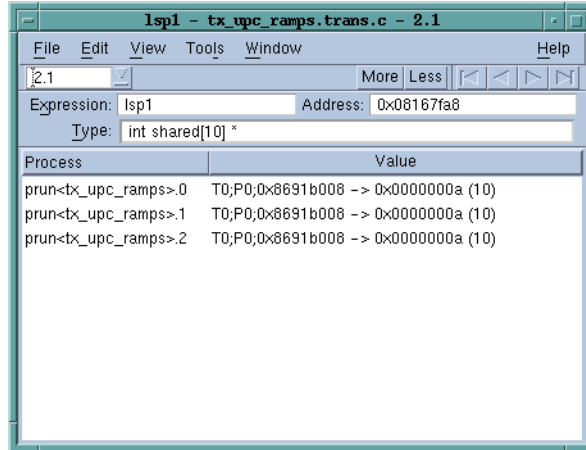 lsp1 - tx_upc_ramps.trans.c - 2.1
File Edit View Tools Window Help
2.1 More Less
Expression: lsp1 Address: 0x08167fa8
Type: int shared[10] *
Process Value
prun<tx_upc_ramps>.0 T0;P0;0x8691b008 -> 0x0000000a (10)
prun<tx_upc_ramps>.1 T0;P0;0x8691b008 -> 0x0000000a (10)
prun<tx_upc_ramps>.2 T0;P0;0x8691b008 -> 0x0000000a (10)